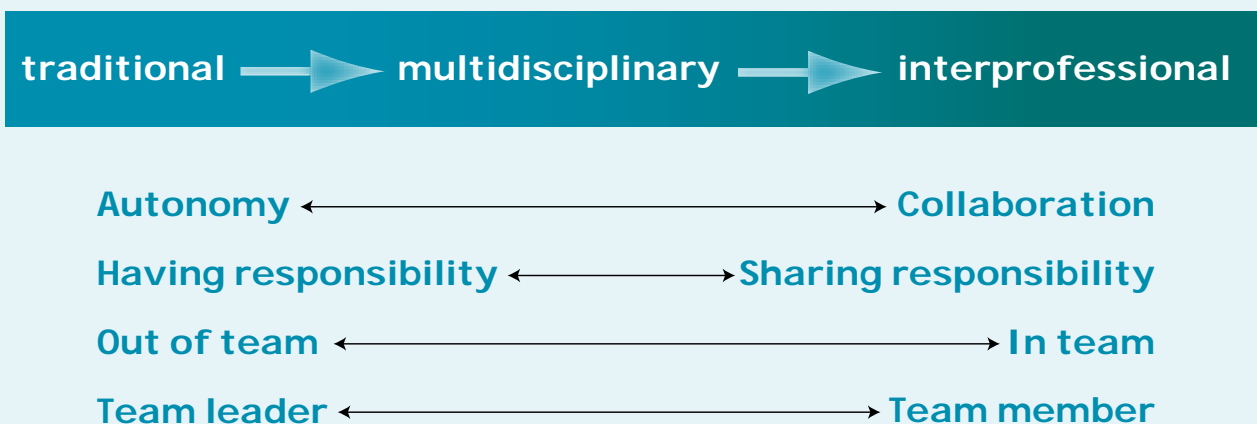 traditional multidisciplinary interprofessional
Autonomy Collaboration
Having responsibility Sharing responsibility
Out of team In team
Team leader Team member